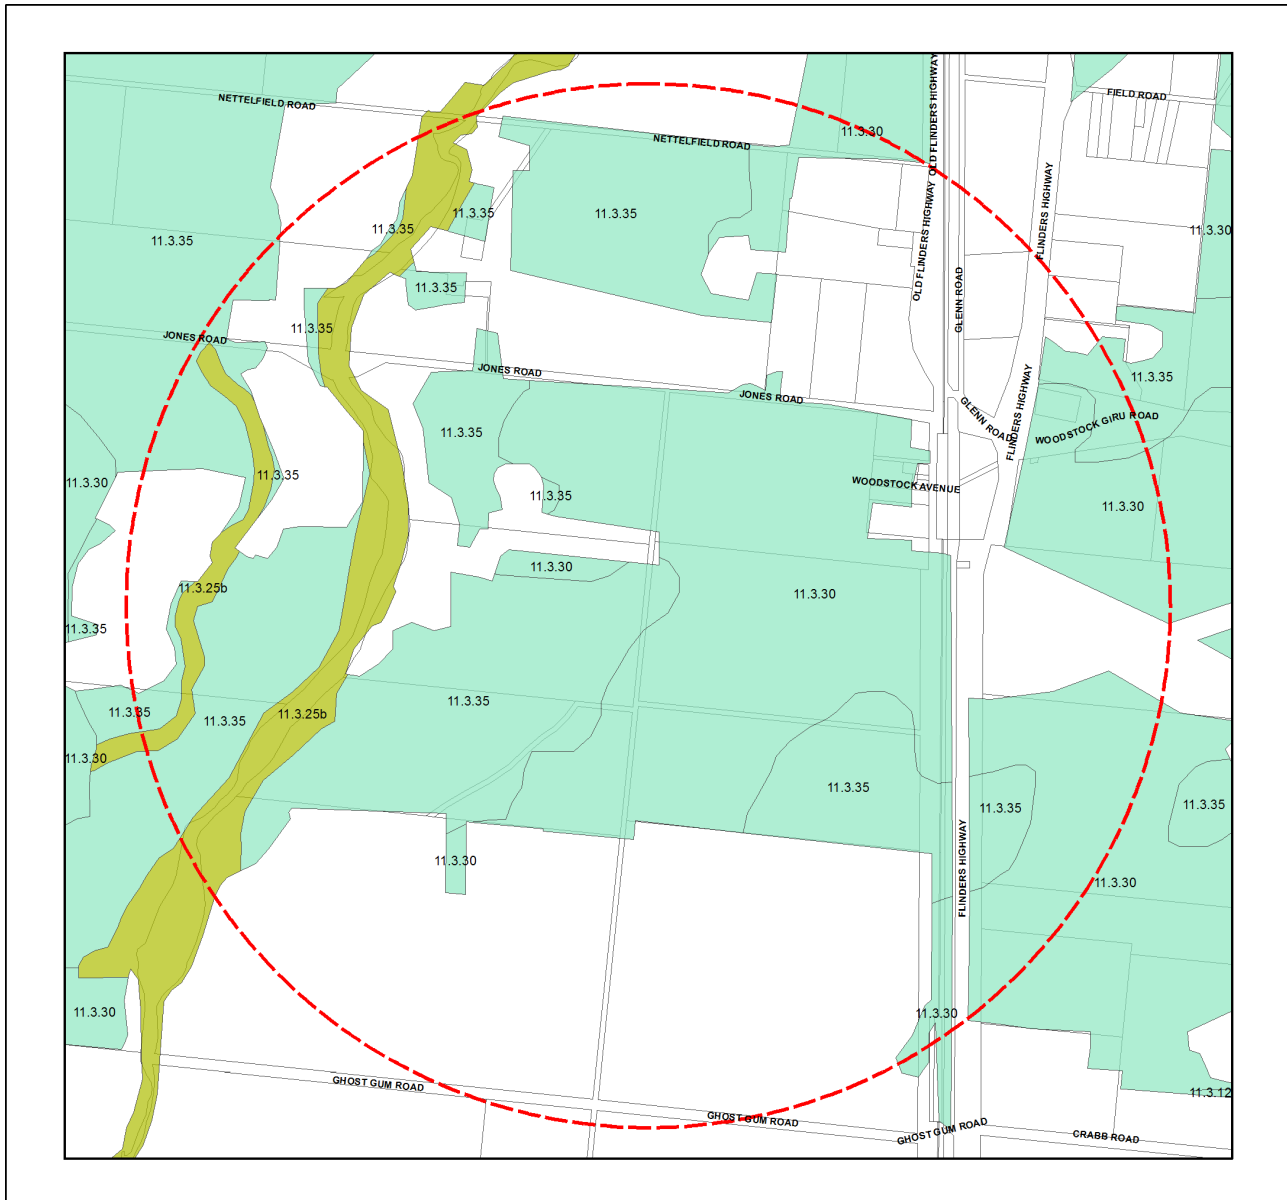 OLD FLINDERS HIGHWAY
FIELD ROAD
NETTELFIELD ROAD
11.3.30
NETTELFIELD ROAD
11.3.35
11.3.35
11.3.35
11.3.35
OLD FLINDERS HIGHWAY
FLINDERS HIGHWAY
11.3.30
11.3.35
11.3.35
GLENN ROAD
11.3.35
JONES ROAD
JONES ROAD
11.3.35
JONES ROAD
GLENN ROAD
FLINDERS HIGHWAY
WOODSTOCK GIRU ROAD
11.3.35
11.3.35
11.3.30
WOODSTOCK AVENUE
11.3.35
11.3.30
11.3.30
11.3.25b
11.3.30
11.3.35
11.3.35
11.3.35
11.3.35
11.3.25b
11.3.30
11.3.35
11.3.35
11.3.35
11.3.30
11.3.30
FLINDERS HIGHWAY
11.3.30
11.3.30
GHOST GUM ROAD
11.3.12
GHOST GUM ROAD
GHOST GUM ROAD
CRABB ROAD